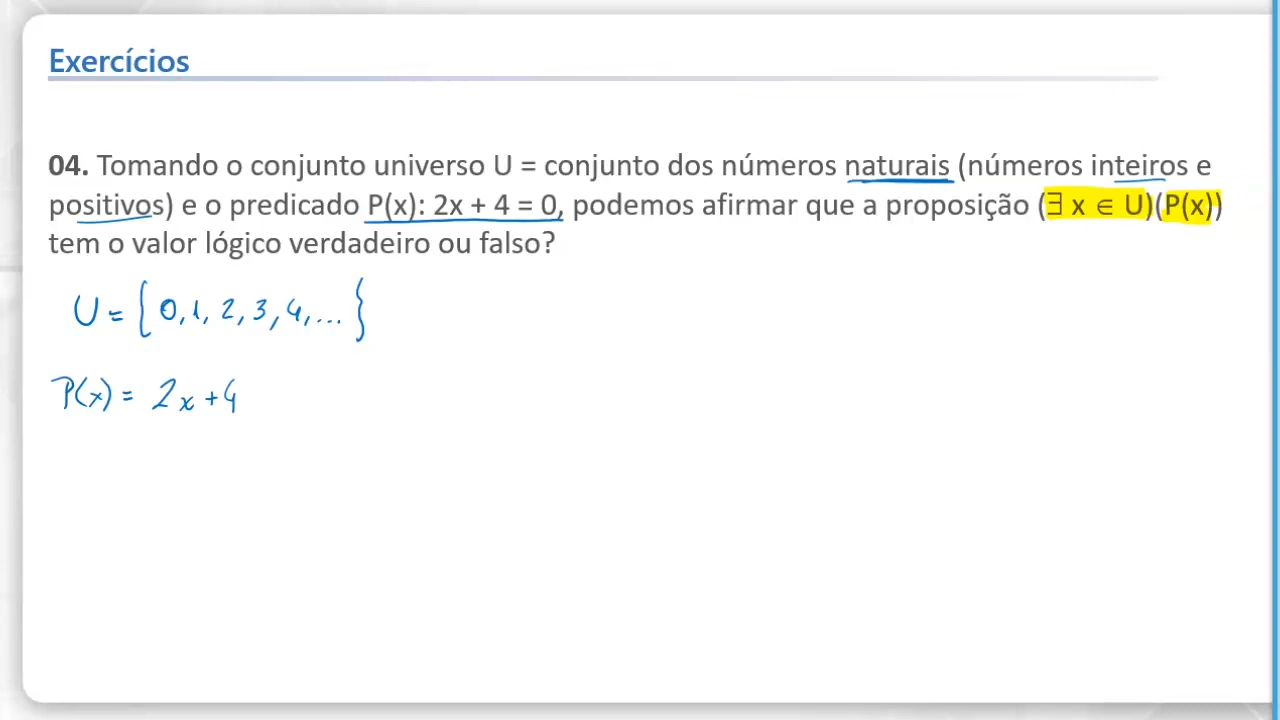 Exercícios
04. Tomando o conjunto universo U = conjunto dos números naturais (números inteiros e
positivos) e o predicado P(x): 2x + 4 = 0, podemos afirmar que a proposição (∃ x ∈ U)(P(x))
tem o valor lógico verdadeiro ou falso?
U = { 0, 1, 2, 3, 4, ... }
P(x) = 2x + 4